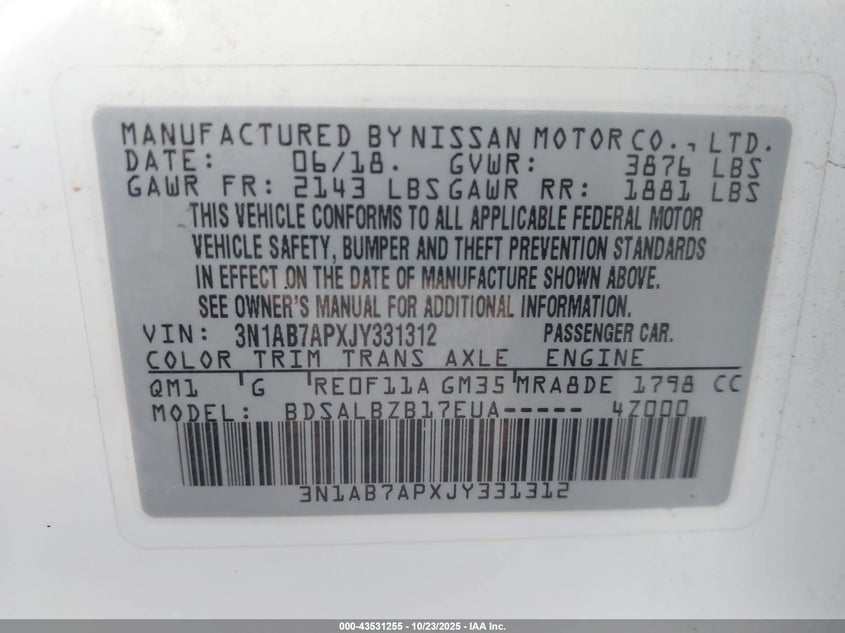 MANUFACTURED BY NISSAN MOTOR CO., LTD.
DATE: 06/18. GVWR: 3876 LBS
GAWR FR: 2143 LBS GAWR RR: 1881 LBS
THIS VEHICLE CONFORMS TO ALL APPLICABLE FEDERAL MOTOR
VEHICLE SAFETY, BUMPER AND THEFT PREVENTION STANDARDS
IN EFFECT ON THE DATE OF MANUFACTURE SHOWN ABOVE.
SEE OWNER'S MANUAL FOR ADDITIONAL INFORMATION.
VIN: 3N1AB7APXJY331312 PASSENGER CAR.
COLOR TRIM TRANS AXLE ENGINE
QM1 G RE0F11A GM35 MRA8DE 1798 CC
MODEL: BDSALBZB17EUA----- 4Z000
3N1AB7APXJY331312
000-43531255 | 10/23/2025 | IAA Inc.